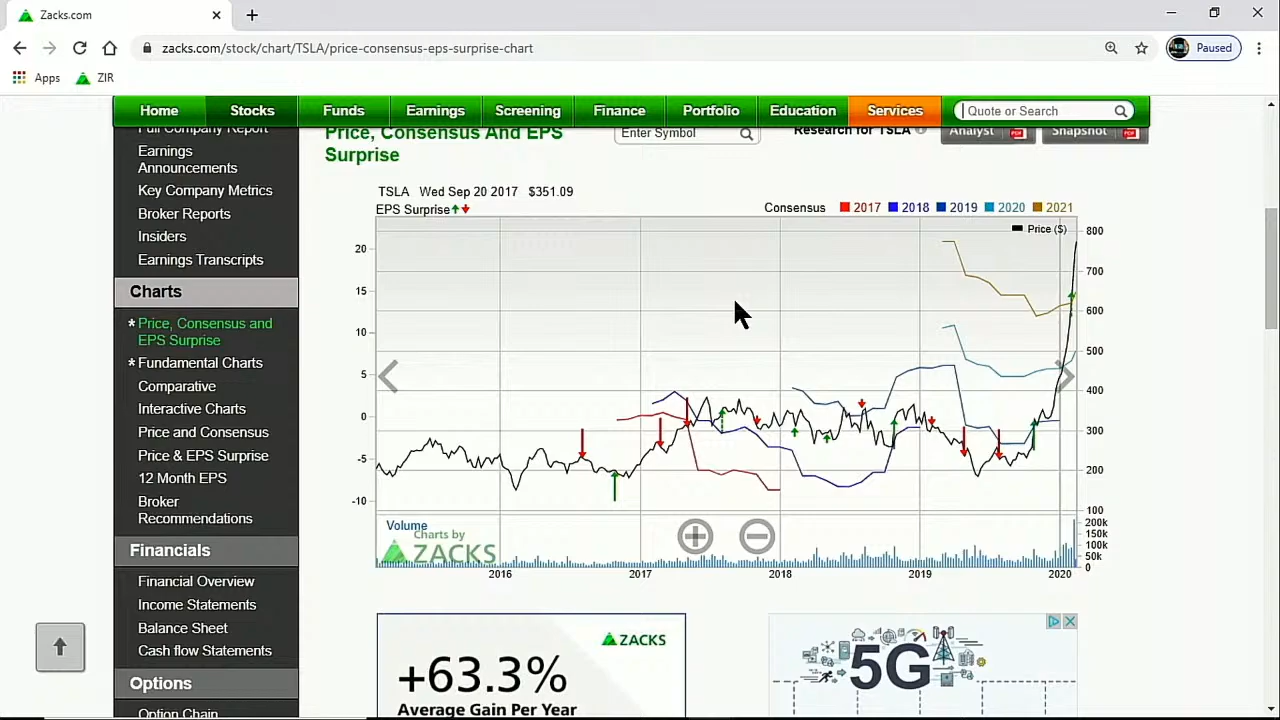 Zacks.com
zacks.com/stock/chart/TSLA/price-consensus-eps-surprise-chart
Paused
Apps
ZIR
Home
Stocks
Funds
Earnings
Screening
Finance
Portfolio
Education
Services
Quote or Search
Full Company Report
Earnings
Announcements
Key Company Metrics
Broker Reports
Insiders
Earnings Transcripts
Charts
* Price, Consensus and
EPS Surprise
* Fundamental Charts
Comparative
Interactive Charts
Price and Consensus
Price & EPS Surprise
12 Month EPS
Broker
Recommendations
Financials
Financial Overview
Income Statements
Balance Sheet
Cash flow Statements
Options
Option Chain
Price, Consensus And EPS
Surprise
Enter Symbol
Research for TSLA
Analyst
Snapshot
TSLA Wed Sep 20 2017 $351.09
EPS Surprise
Consensus 2017 2018 2019 2020 2021
Price ($)
20
15
10
5
0
-5
-10
800
700
600
500
400
300
200
100
200k
150k
100k
50k
0
Volume
Charts by
ZACKS
2016 2017 2018 2019 2020
ZACKS
+63.3%
Average Gain Per Year
5G